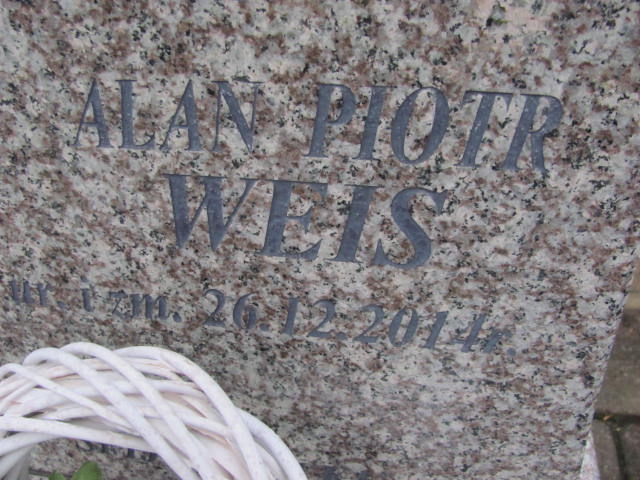 ALAN PIOTR
WEIS
ur. i zm. 26.12.2014r.